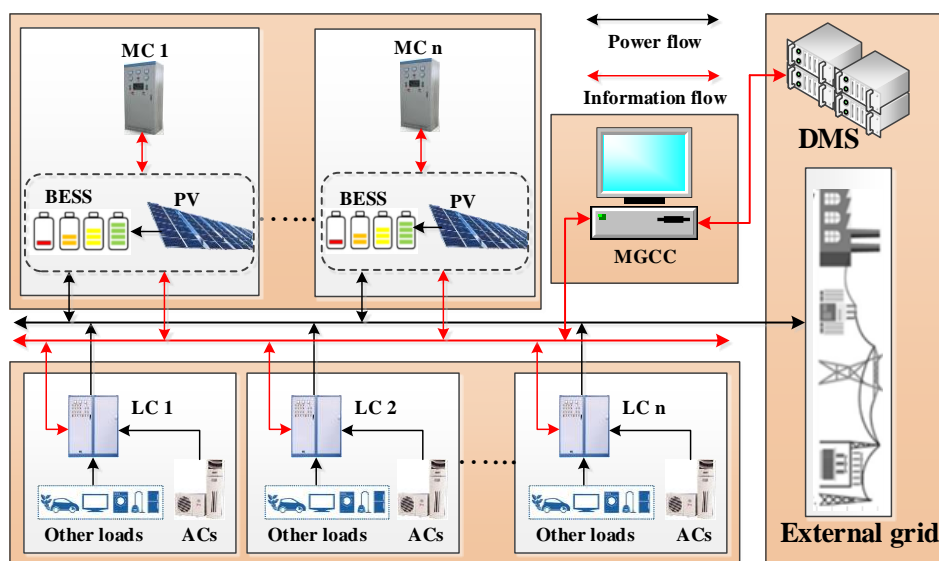 MC 1
MC n
Power flow
Information flow
DMS
BESS
PV
BESS
PV
MGCC
LC 1
LC 2
LC n
Other loads
ACs
Other loads
ACs
Other loads
ACs
External grid